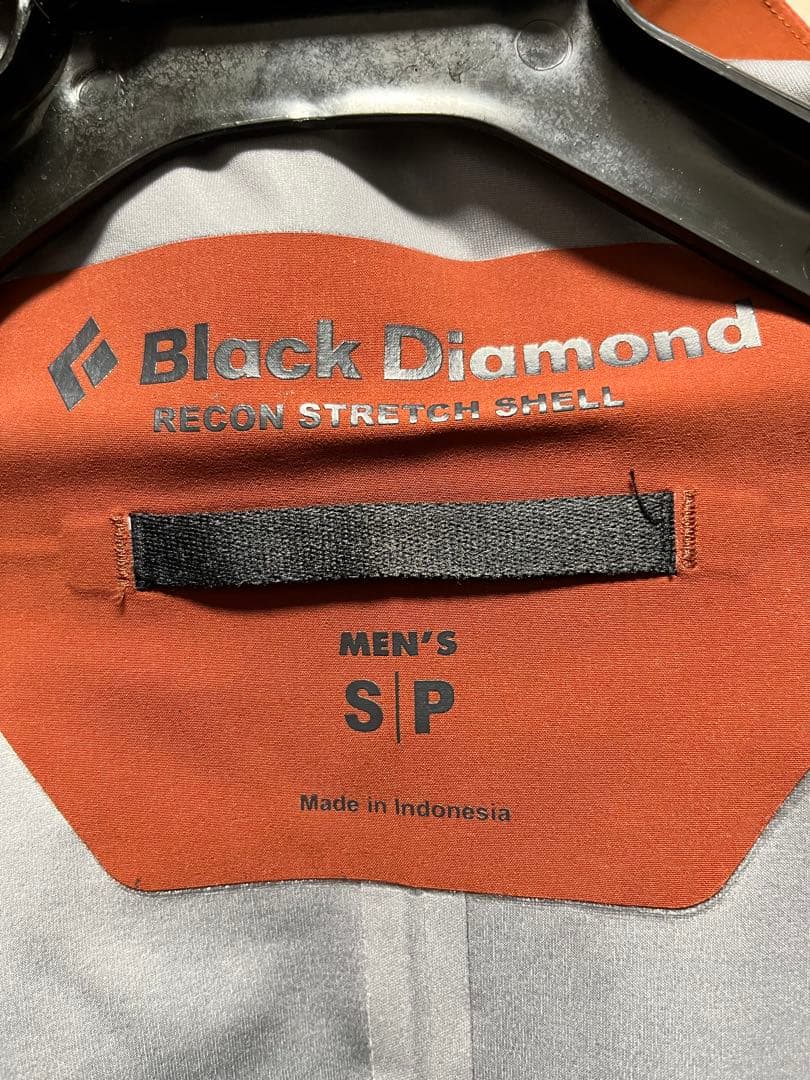 Black Diamond
RECON STRETCH SHELL
MEN'S
S|P
Made in Indonesia